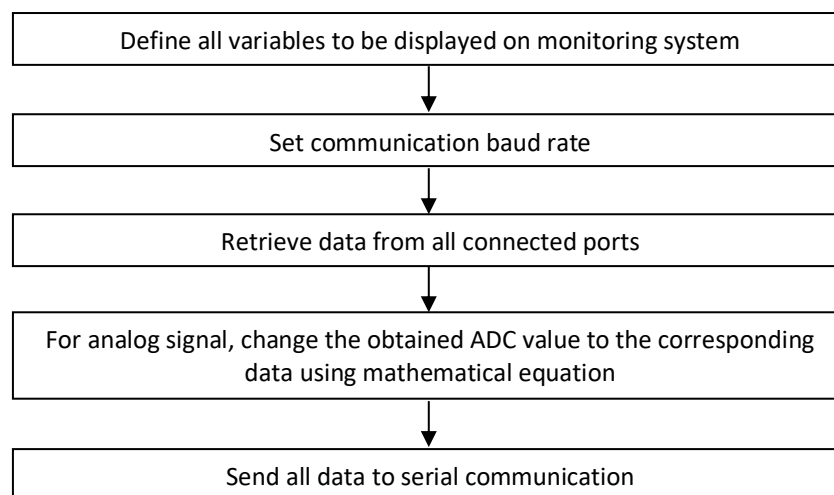 Define all variables to be displayed on monitoring system
Set communication baud rate
Retrieve data from all connected ports
For analog signal, change the obtained ADC value to the corresponding
data using mathematical equation
Send all data to serial communication